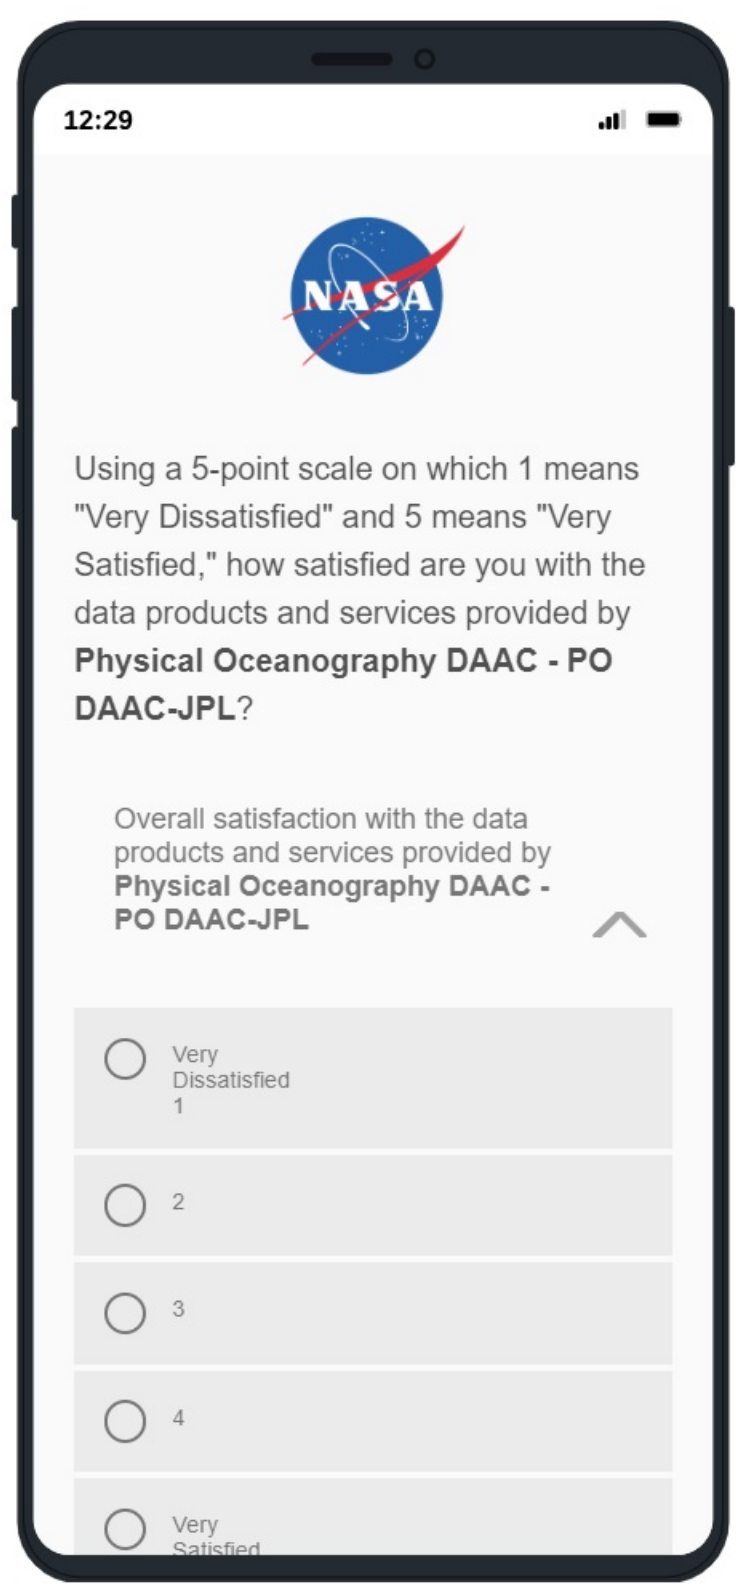 12:29
NASA
Using a 5-point scale on which 1 means
"Very Dissatisfied" and 5 means "Very
Satisfied," how satisfied are you with the
data products and services provided by
Physical Oceanography DAAC - PO
DAAC-JPL?
Overall satisfaction with the data
products and services provided by
Physical Oceanography DAAC -
PO DAAC-JPL
Very
Dissatisfied
1
2
3
4
Very
Satisfied